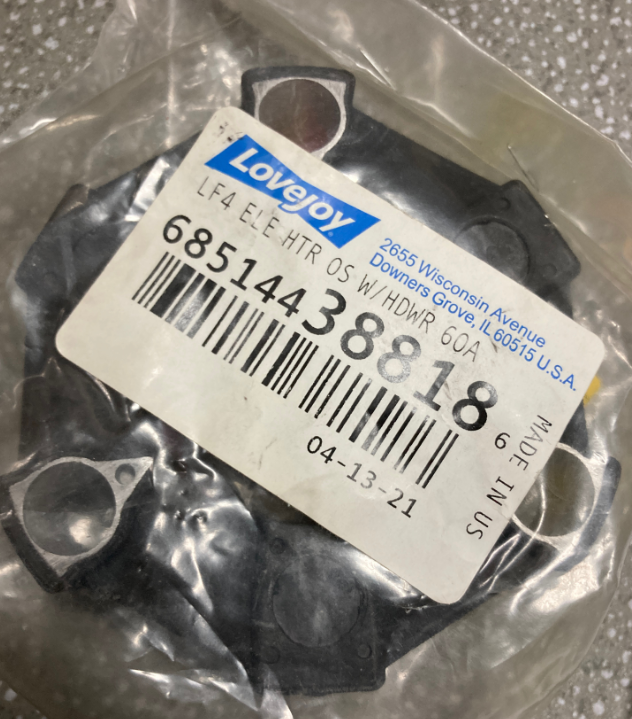 Lovejoy
2655 Wisconsin Avenue
Downers Grove, IL 60515 U.S.A.
LF4 ELE HTR OS W/HDWR 60A
68514438818 6
04-13-21
MADE IN US